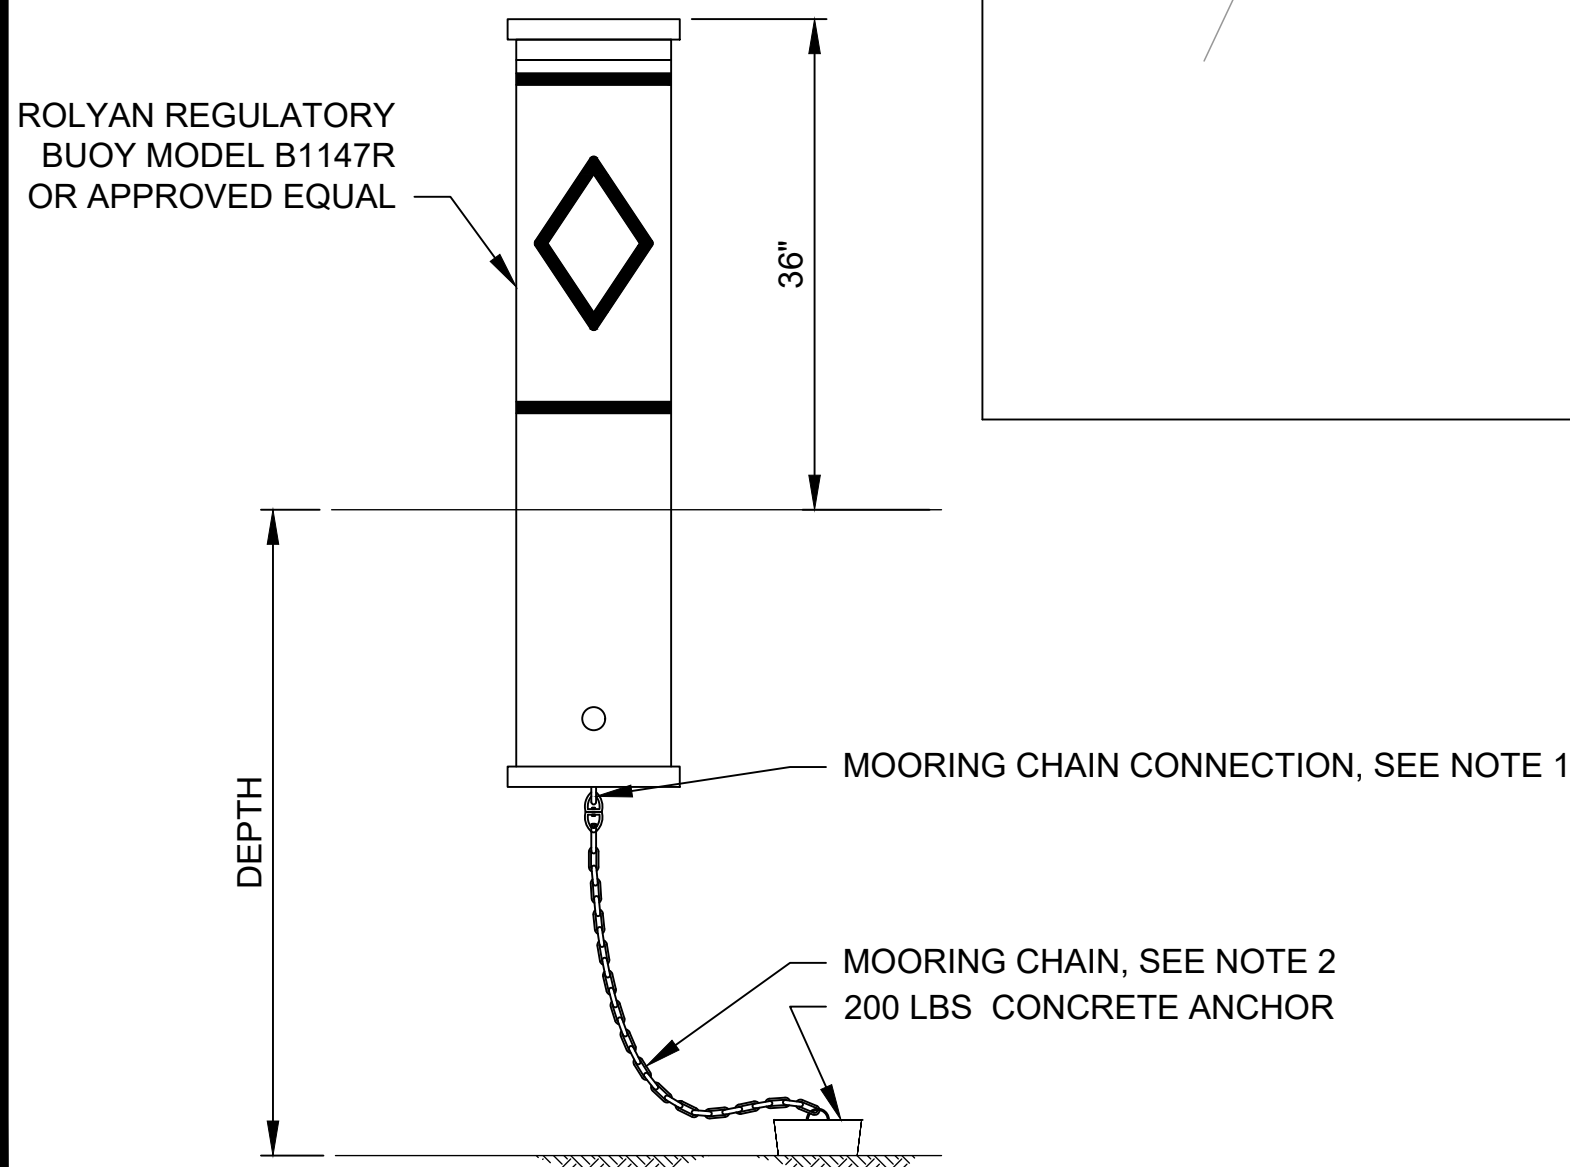 ROLYAN REGULATORY
BUOY MODEL B1147R
OR APPROVED EQUAL
36"
DEPTH
MOORING CHAIN CONNECTION, SEE NOTE 1
MOORING CHAIN, SEE NOTE 2
200 LBS  CONCRETE ANCHOR